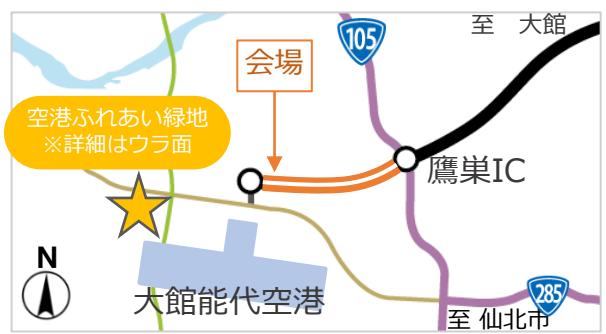 至 大館
105
会場
空港ふれあい緑地
※詳細はウラ面
鷹巣IC
N
大館能代空港
285
至 仙北市